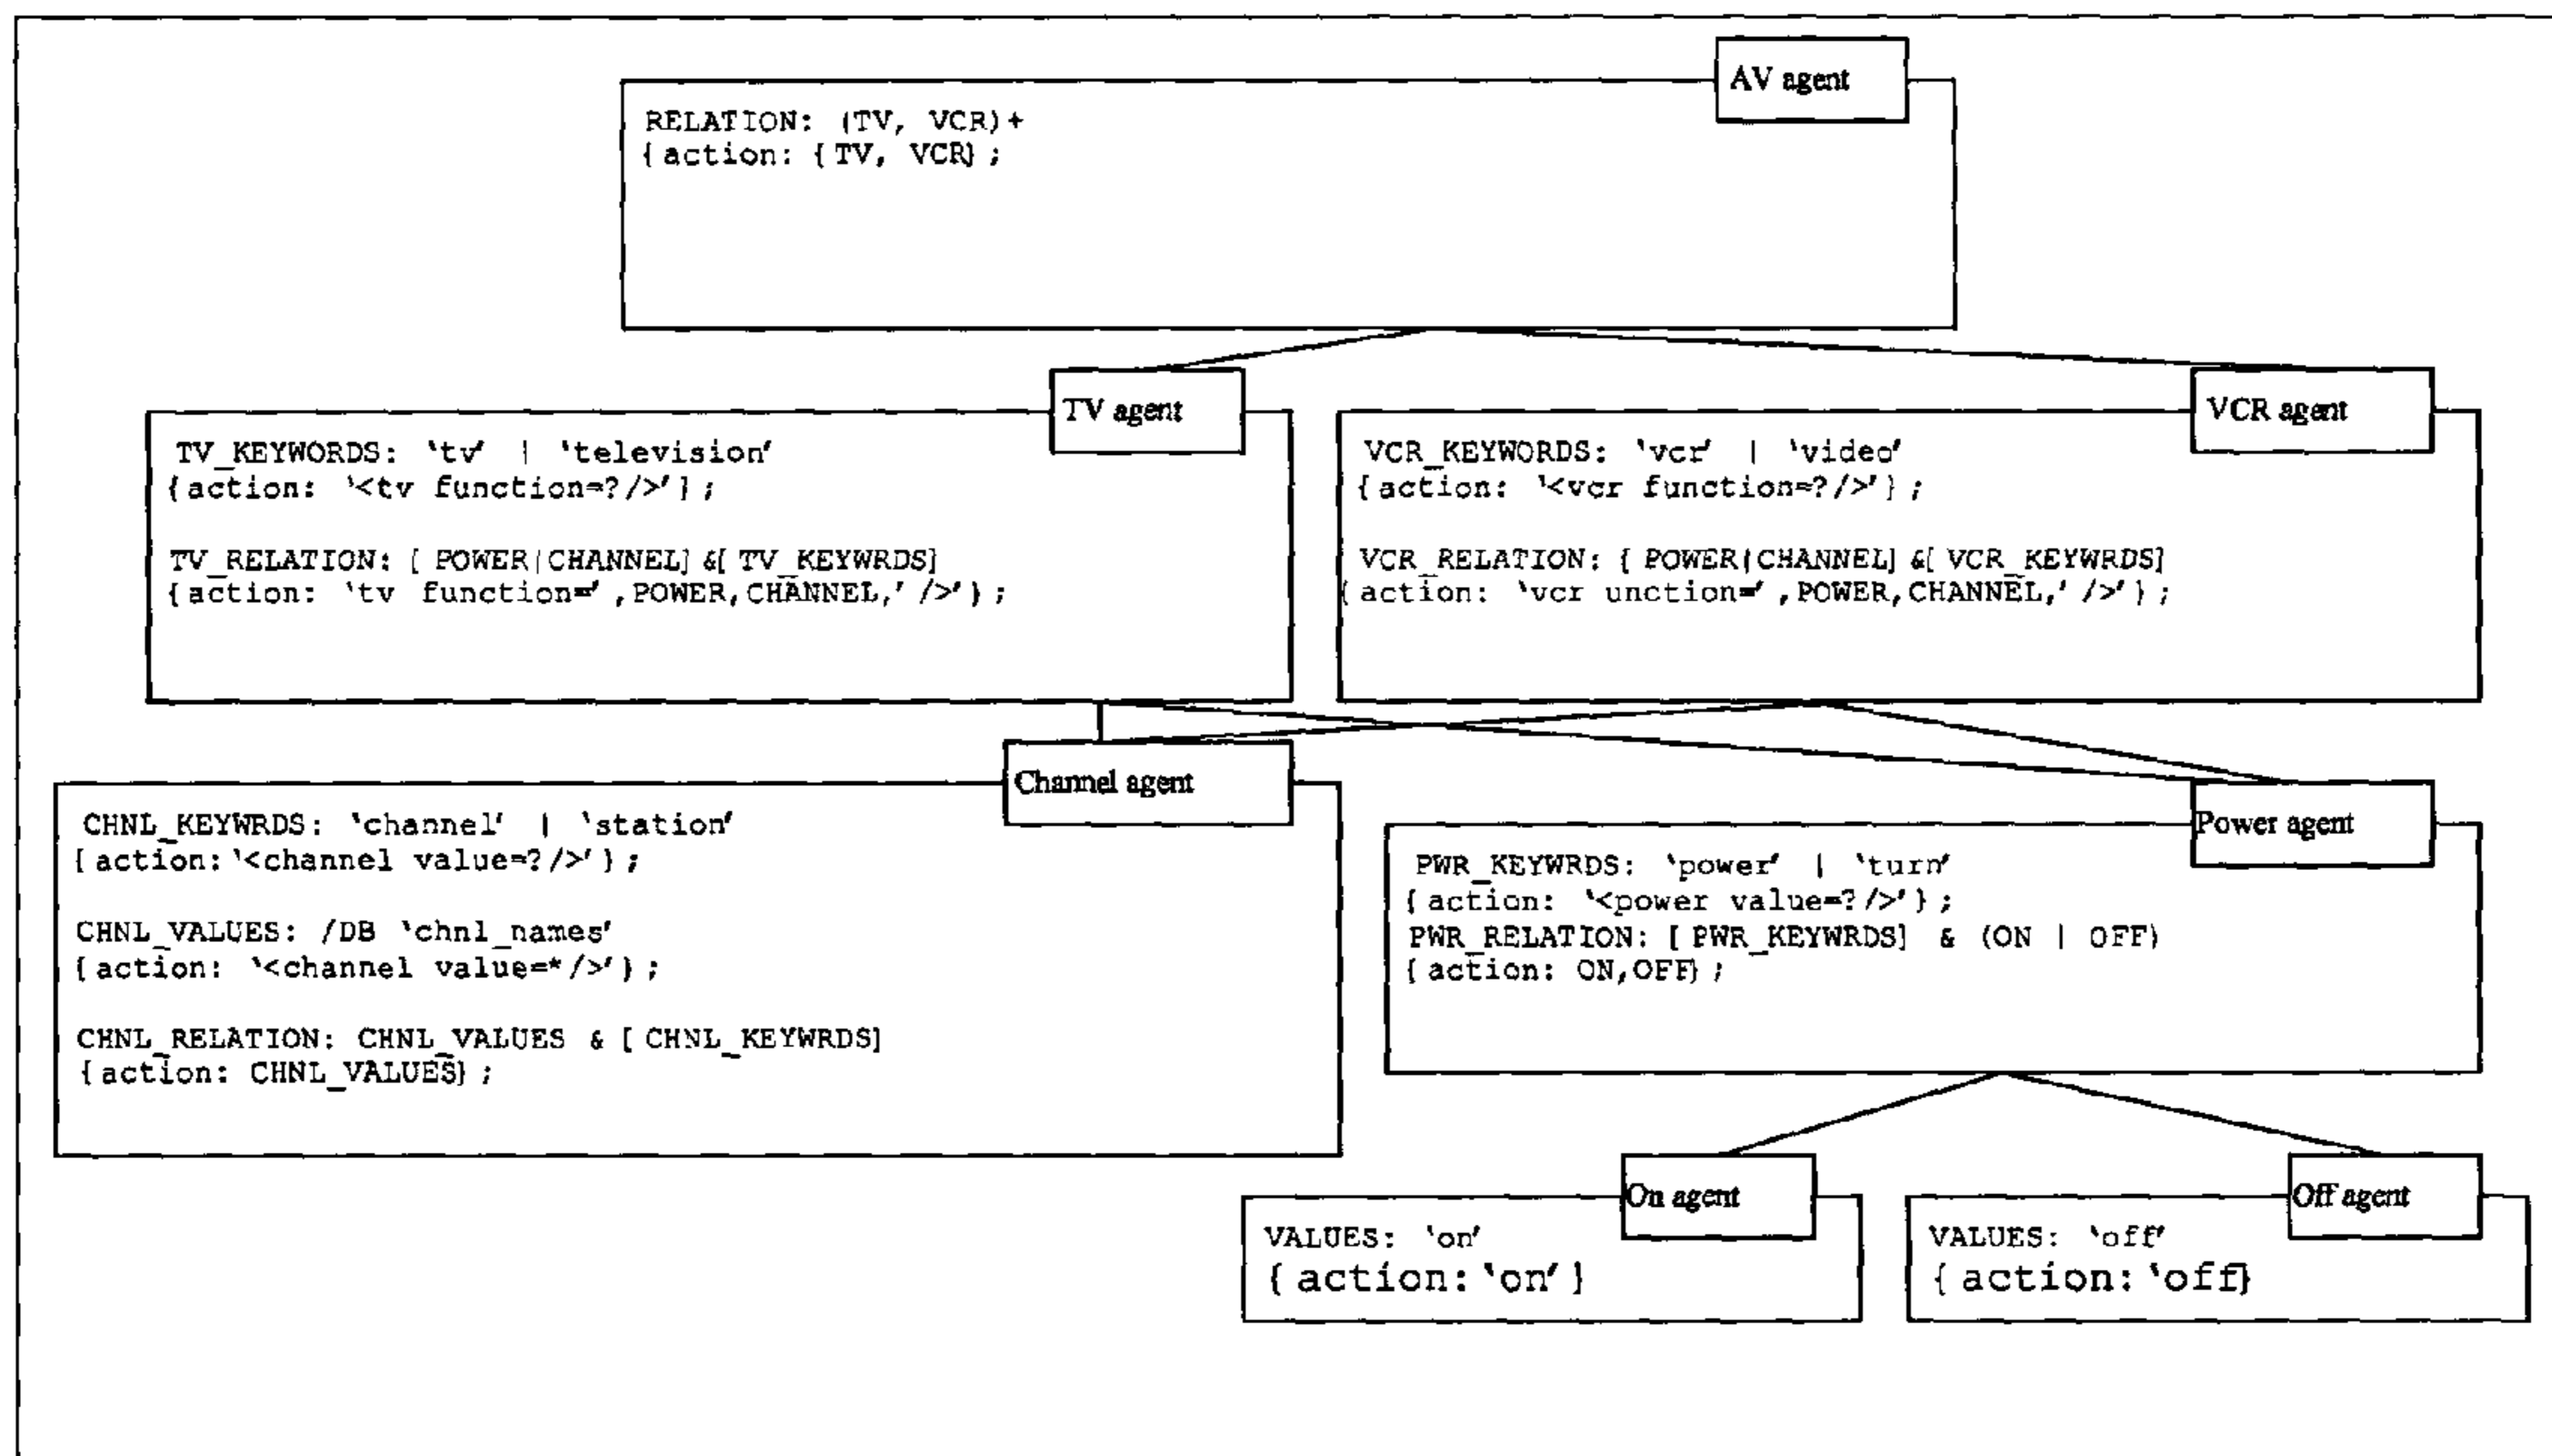 AV agent
RELATION: (TV, VCR)+
{action: {TV, VCR};
TV agent
TV_KEYWORDS: 'tv' | 'television'
{action: '<tv function=?/>'};
TV_RELATION: [POWER|CHANNEL]&[TV_KEYWRDS]
{action: 'tv function=',POWER,CHANNEL,'/>'};
VCR agent
VCR_KEYWORDS: 'vcr' | 'video'
{action: '<vcr function=?/>'};
VCR_RELATION: {POWER|CHANNEL]&[VCR_KEYWRDS]
{action: 'vcr unction=',POWER,CHANNEL,'/>'};
Channel agent
CHNL_KEYWRDS: 'channel' | 'station'
{action:'<channel value=?/>'};
CHNL_VALUES: /DB 'chnl_names'
{action: '<channel value=*/>'};
CHNL_RELATION: CHNL_VALUES & [CHNL_KEYWRDS]
{action: CHNL_VALUES};
Power agent
PWR_KEYWRDS: 'power' | 'turn'
{action: '<power value=?/>'};
PWR_RELATION: [PWR_KEYWRDS] & (ON | OFF)
{action: ON,OFF};
On agent
VALUES: 'on'
{action:'on'}
Off agent
VALUES: 'off'
{action:'off}